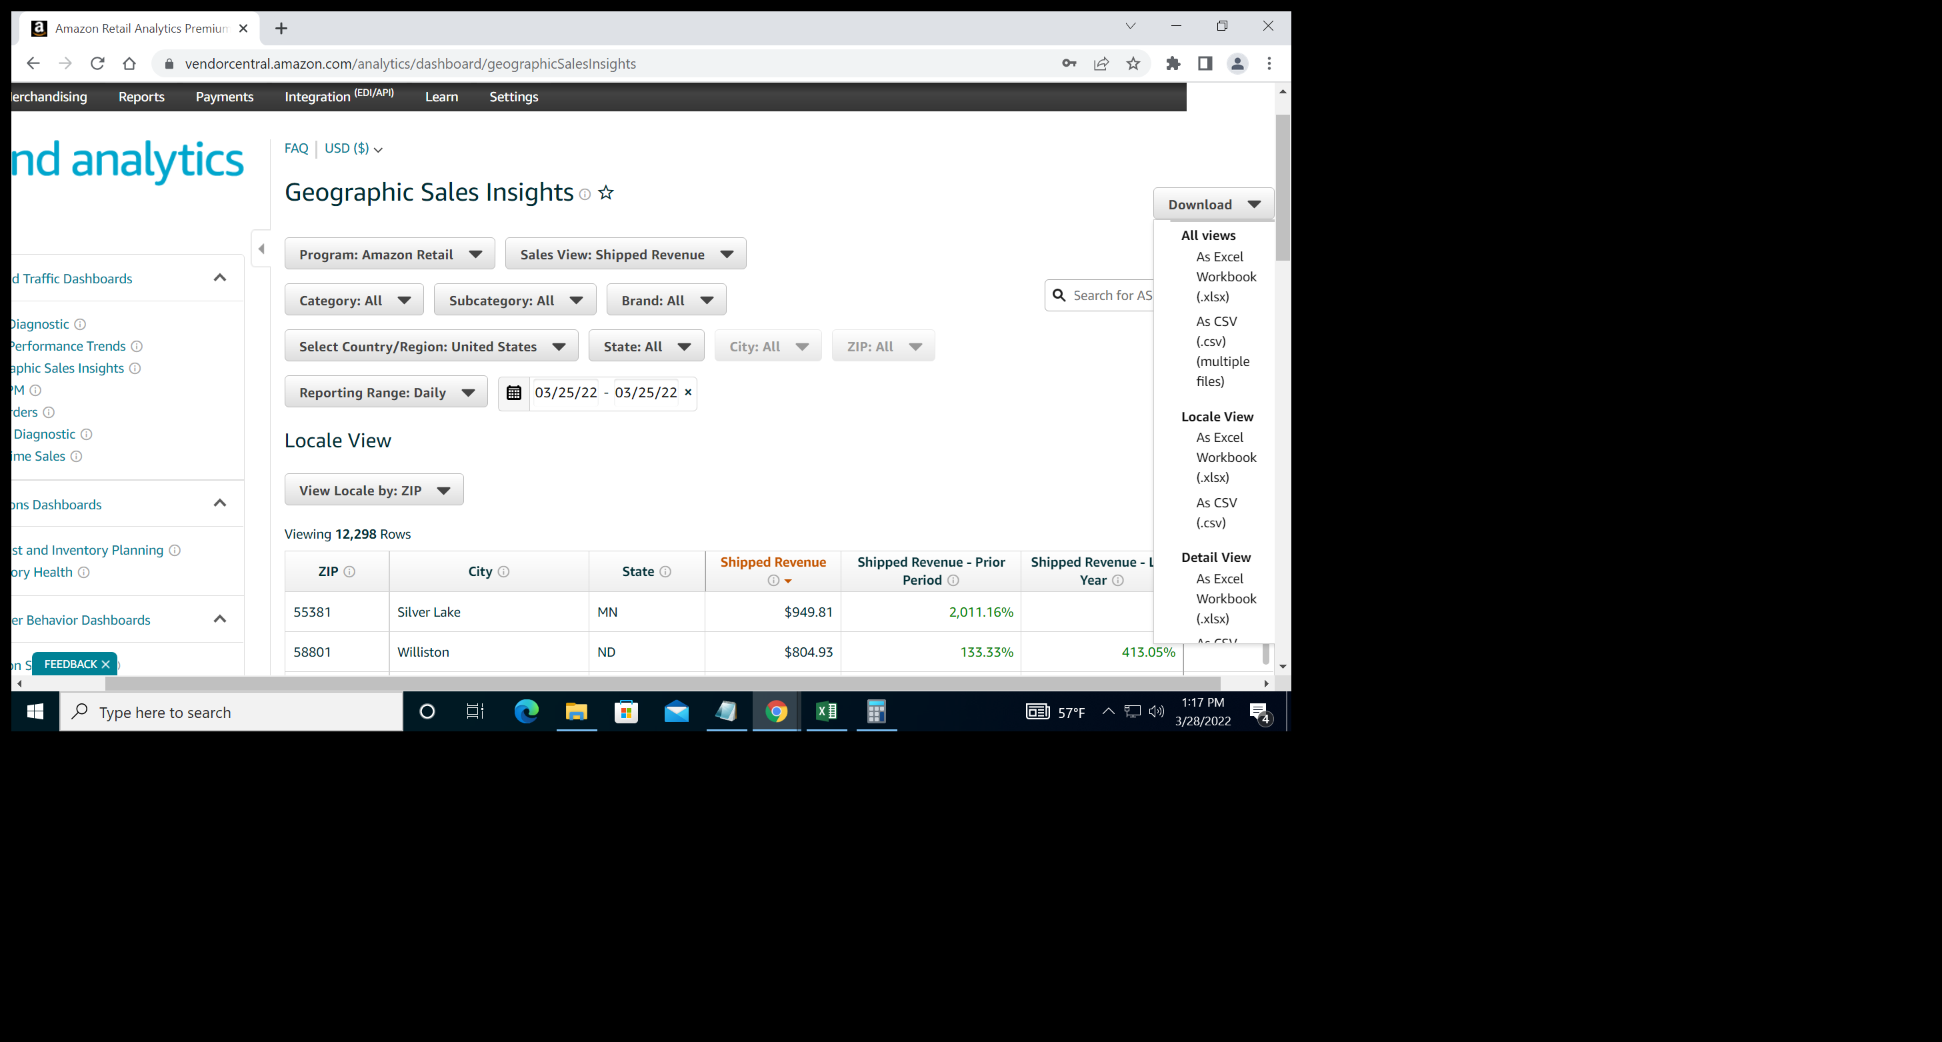 Amazon Retail Analytics Premium
vendorcentral.amazon.com/analytics/dashboard/geographicSalesInsights
erchandising Reports Payments Integration (EDI/API) Learn Settings
nd analytics
FAQ USD ($)
Geographic Sales Insights
Download
All views
As Excel
Workbook
(.xlsx)
As CSV
(.csv)
(multiple
files)
Locale View
As Excel
Workbook
(.xlsx)
As CSV
(.csv)
Detail View
As Excel
Workbook
(.xlsx)
As CSV
Program: Amazon Retail Sales View: Shipped Revenue
Category: All Subcategory: All Brand: All
Search for AS
Select Country/Region: United States State: All City: All ZIP: All
Reporting Range: Daily 03/25/22 - 03/25/22 ×
d Traffic Dashboards
Diagnostic
Performance Trends
aphic Sales Insights
PM
rders
Diagnostic
ime Sales
ons Dashboards
st and Inventory Planning
ory Health
er Behavior Dashboards
on S
FEEDBACK ×
Locale View
View Locale by: ZIP
Viewing 12,298 Rows
ZIP City State Shipped Revenue Shipped Revenue - Prior Period Shipped Revenue - L Year
55381 Silver Lake MN $949.81 2,011.16%
58801 Williston ND $804.93 133.33% 413.05%
Type here to search
57°F
1:17 PM
3/28/2022
4